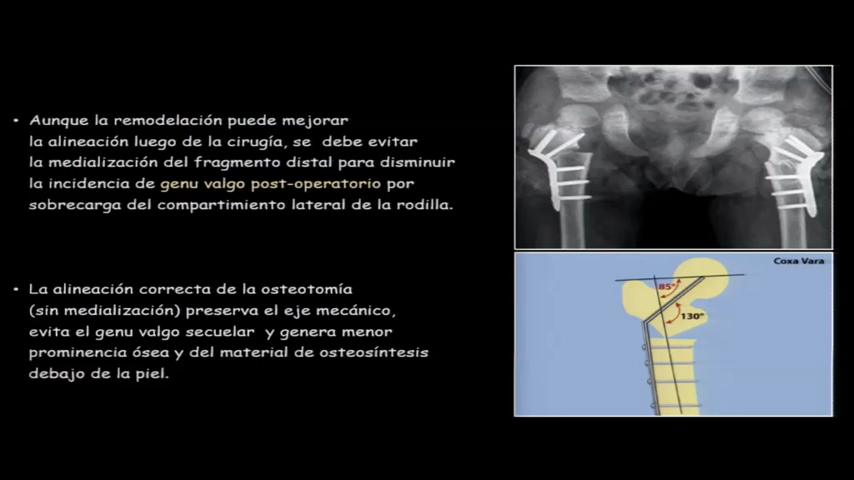 • Aunque la remodelación puede mejorar
la alineación luego de la cirugía, se debe evitar
la medialización del fragmento distal para disminuir
la incidencia de genu valgo post-operatorio por
sobrecarga del compartimiento lateral de la rodilla.
• La alineación correcta de la osteotomía
(sin medialización) preserva el eje mecánico,
evita el genu valgo secuelar y genera menor
prominencia ósea y del material de osteosíntesis
debajo de la piel.
Coxa Vara
85°
130°